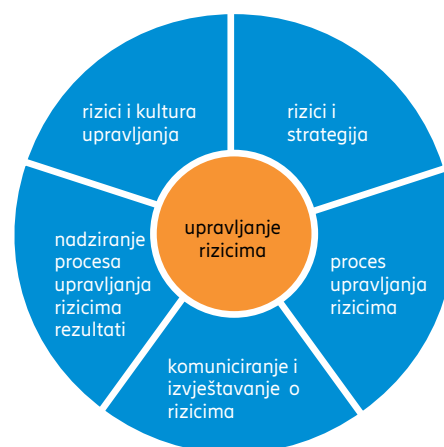 rizici i kultura
upravljanja
rizici i
strategija
upravljanje
rizicima
nadziranje
procesa
upravljanja
rizicima
rezultati
proces
upravljanja
rizicima
komuniciranje i
izvještavanje o
rizicima